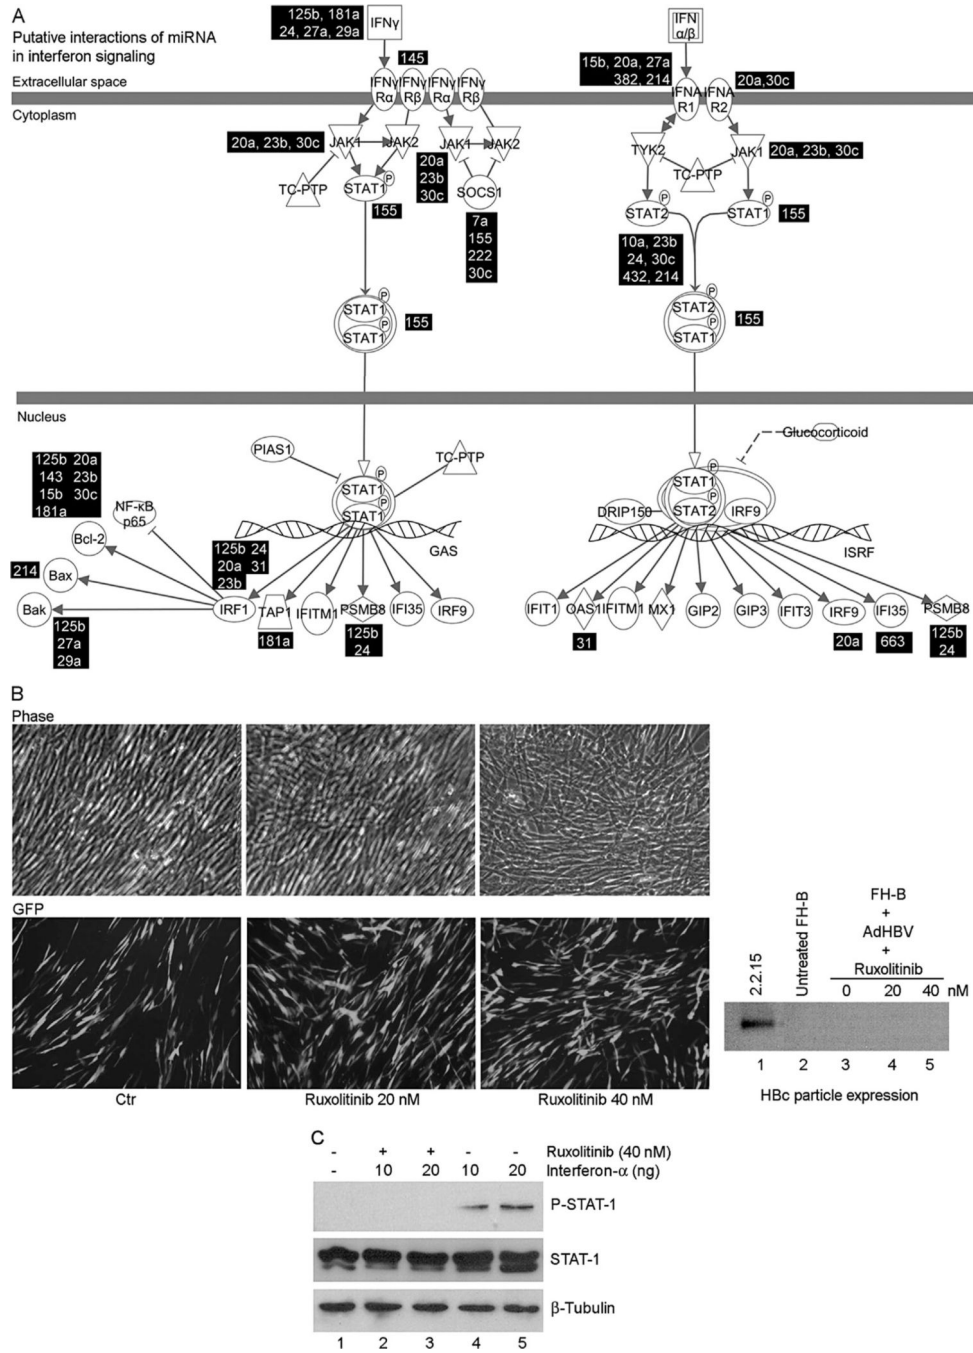 A
Putative interactions of miRNA
in interferon signaling
125b, 181a
24, 27a, 29a
IFNγ
IFN
α/β
145
15b, 20a, 27a
382, 214
20a,30c
Extracellular space
IFNγ
Rα
IFNγ
Rβ
IFNγ
Rα
IFNγ
Rβ
IFNA
R1
IFNA
R2
Cytoplasm
20a, 23b, 30c
JAK1
JAK2
JAK1
JAK2
TYK2
JAK1
20a, 23b, 30c
TC-PTP
STAT1
P
155
20a
23b
30c
SOCS1
7a
155
222
30c
TC-PTP
STAT2
P
STAT1
P
155
10a, 23b
24, 30c
432, 214
STAT1
P
STAT1
P
155
STAT2
P
STAT1
P
155
Nucleus
Glucocorticoid
PIAS1
TC-PTP
125b 20a
143 23b
15b 30c
181a
NF-κB
p65
STAT1
P
STAT1
P
STAT1
P
STAT2
P
DRIP150
IRF9
GAS
ISRF
Bcl-2
125b 24
20a 31
23b
214
Bax
Bak
125b
27a
29a
IRF1
TAP1
IFITM1
PSMB8
IFI35
IRF9
181a
125b
24
IFIT1
OAS1
IFITM1
MX1
GIP2
GIP3
IFIT3
IRF9
IFI35
PSMB8
31
20a
663
125b
24
B
Phase
GFP
Ctr
Ruxolitinib 20 nM
Ruxolitinib 40 nM
2.2.15
Untreated FH-B
FH-B
+
AdHBV
+
Ruxolitinib
0 20 40 nM
1 2 3 4 5
HBc particle expression
C
- + + - - Ruxolitinib (40 nM)
- 10 20 10 20 Interferon-α (ng)
P-STAT-1
STAT-1
β-Tubulin
1 2 3 4 5